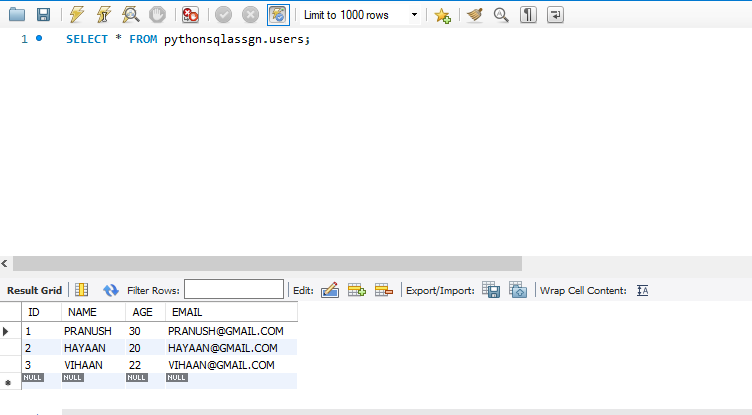 Limit to 1000 rows
1 SELECT * FROM pythonsqlassgn.users;
Result Grid Filter Rows: Edit: Export/Import: Wrap Cell Content:
ID NAME AGE EMAIL
1 PRANUSH 30 PRANUSH@GMAIL.COM
2 HAYAAN 20 HAYAAN@GMAIL.COM
3 VIHAAN 22 VIHAAN@GMAIL.COM
NULL NULL NULL NULL